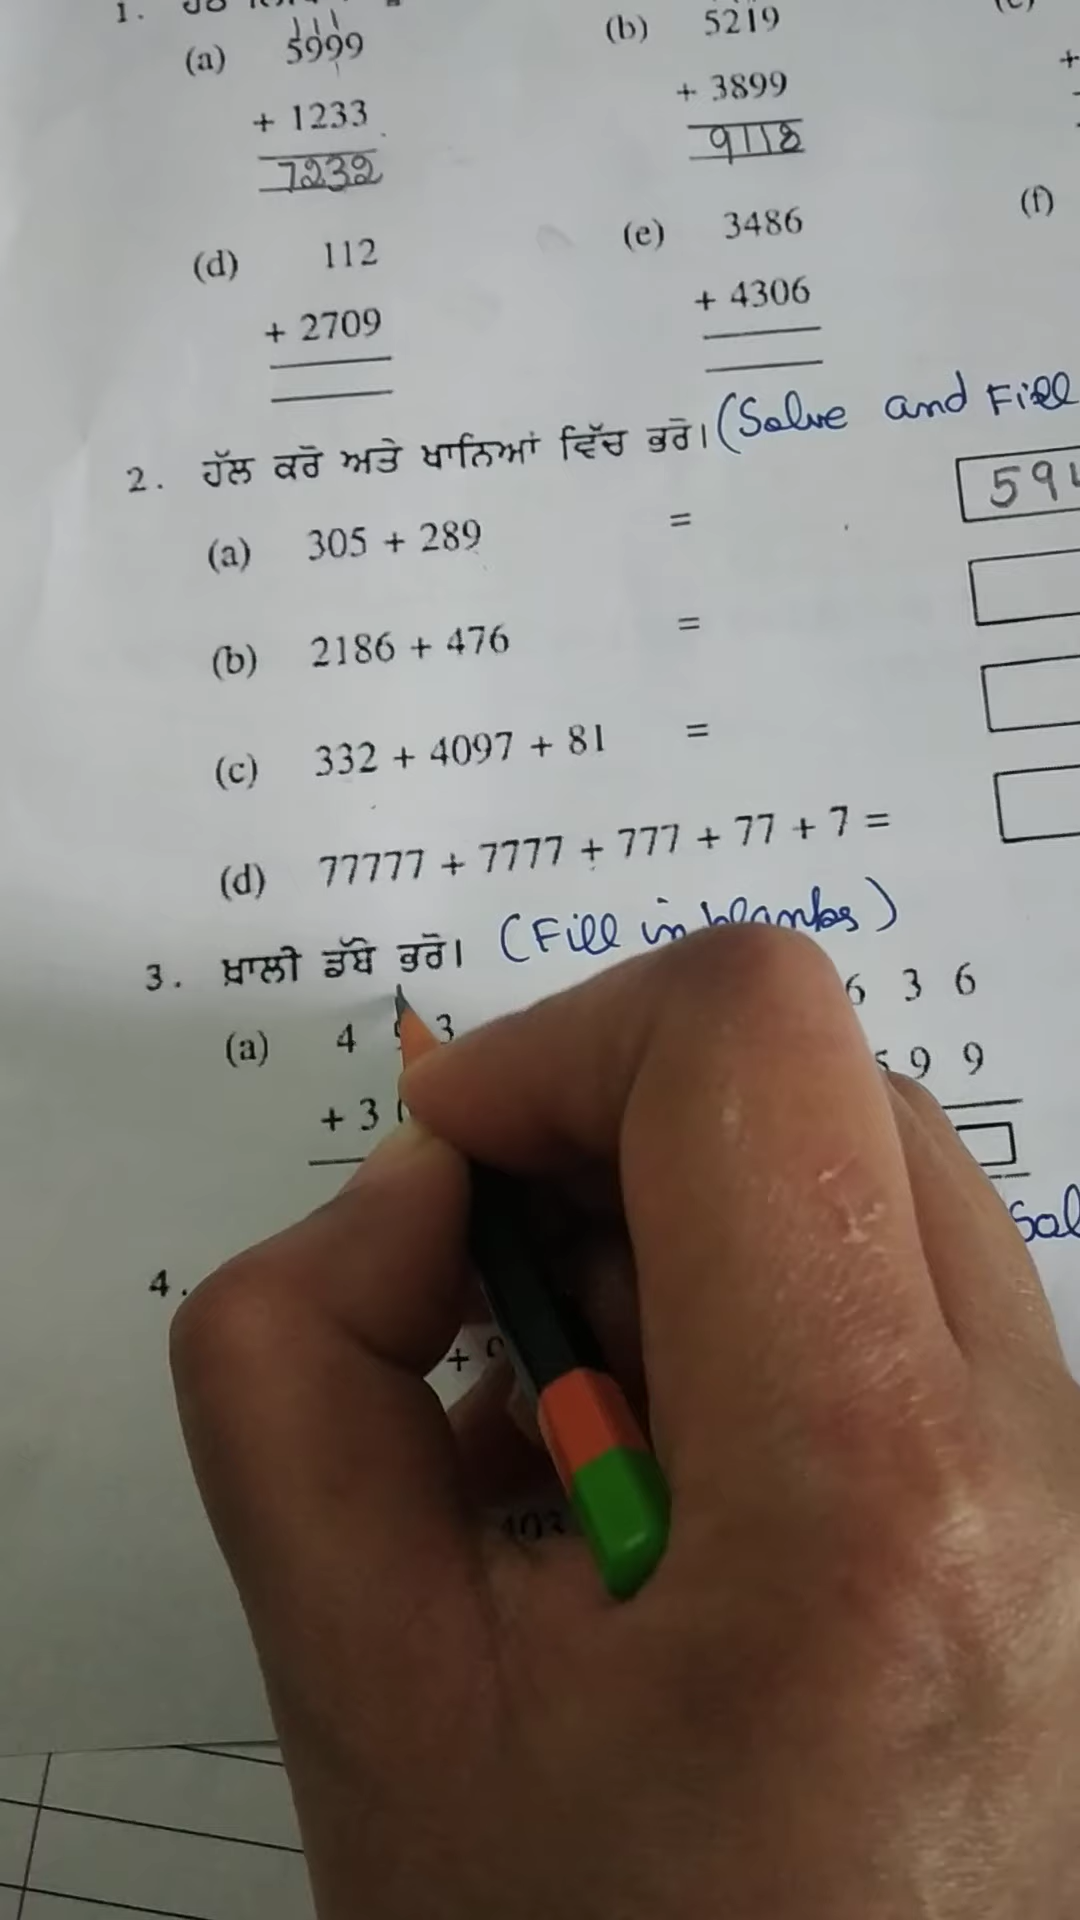 1.
(a) 5999 (b) 5219
+ 1233 + 3899 +
7232 9118
(d) 112 (e) 3486 (f)
+ 2709 + 4306
2. ਹੱਲ ਕਰੋ ਅਤੇ ਖਾਨਿਆਂ ਵਿੱਚ ਭਰੋ। (Solve and Fill
(a) 305 + 289 = 594
(b) 2186 + 476 =
(c) 332 + 4097 + 81 =
(d) 77777 + 7777 + 777 + 77 + 7 =
3. ਖ਼ਾਲੀ ਡੱਬੇ ਭਰੋ। (Fill in blanks)
(a) 4 3 6 3 6
+ 3 9 9
4.
+